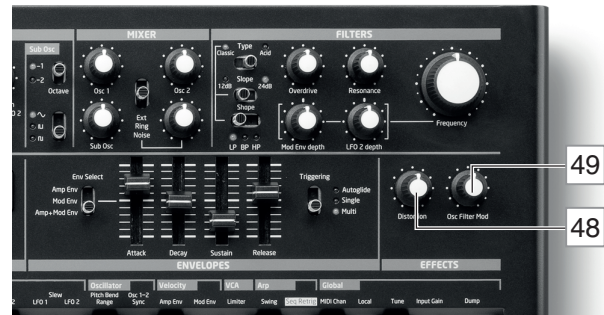 MIXER
FILTERS
Sub Osc
-1
-2
Octave
Osc 1
Osc 2
Ext
Ring
Noise
Sub Osc
Type
Classic
Acid
Slope
12dB
24dB
Shape
LP BP HP
Overdrive
Resonance
Mod Env depth
LFO 2 depth
Frequency
Env Select
Amp Env
Mod Env
Amp+Mod Env
Attack
Decay
Sustain
Release
Triggering
Autoglide
Single
Multi
Distortion
Osc Filter Mod
49
48
ENVELOPES
EFFECTS
Oscillator
Velocity
VCA
Arp
Global
Slew
LFO 1 LFO 2
Pitch Bend
Range
Osc 1-2
Sync
Amp Env
Mod Env
Limiter
Swing
Seq Retrig
MIDI Chan
Local
Tune
Input Gain
Dump